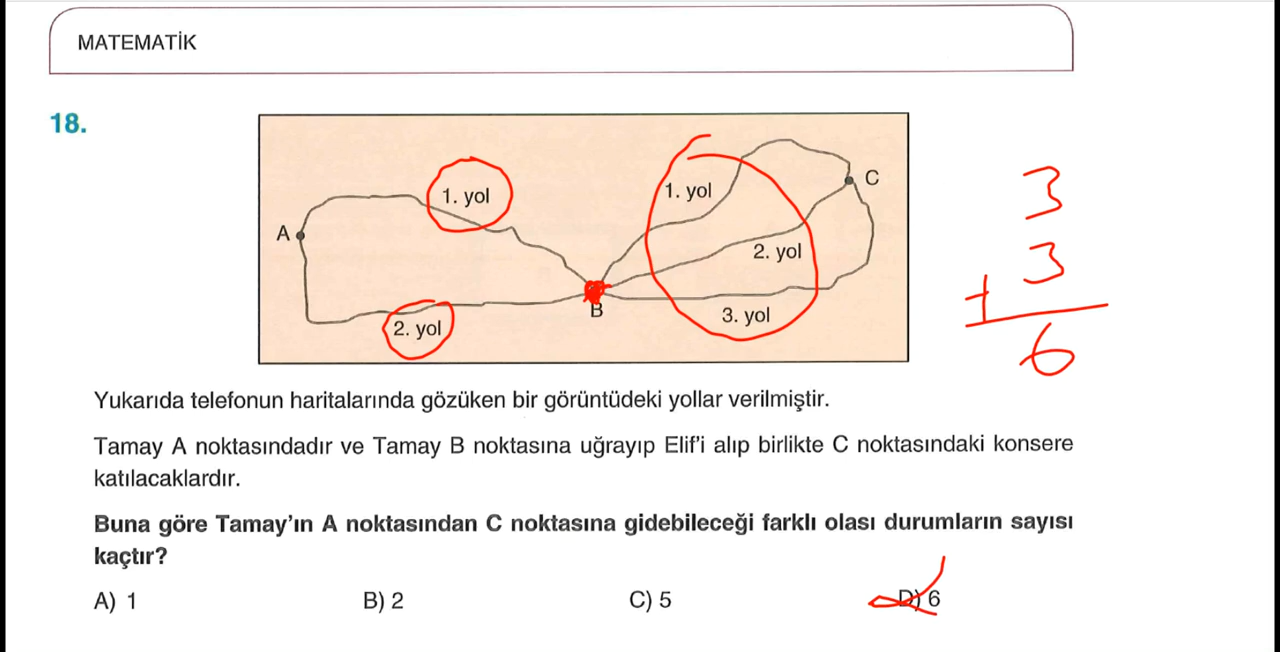 MATEMATİK
18.
1. yol
1. yol
C
A
2. yol
B
3. yol
2. yol
3
3
+
6
Yukarıda telefonun haritalarında gözüken bir görüntüdeki yollar verilmiştir.
Tamay A noktasındadır ve Tamay B noktasına uğrayıp Elif'i alıp birlikte C noktasındaki konsere
katılacaklardır.
Buna göre Tamay'ın A noktasından C noktasına gidebileceği farklı olası durumların sayısı
kaçtır?
A) 1 B) 2 C) 5 D) 6